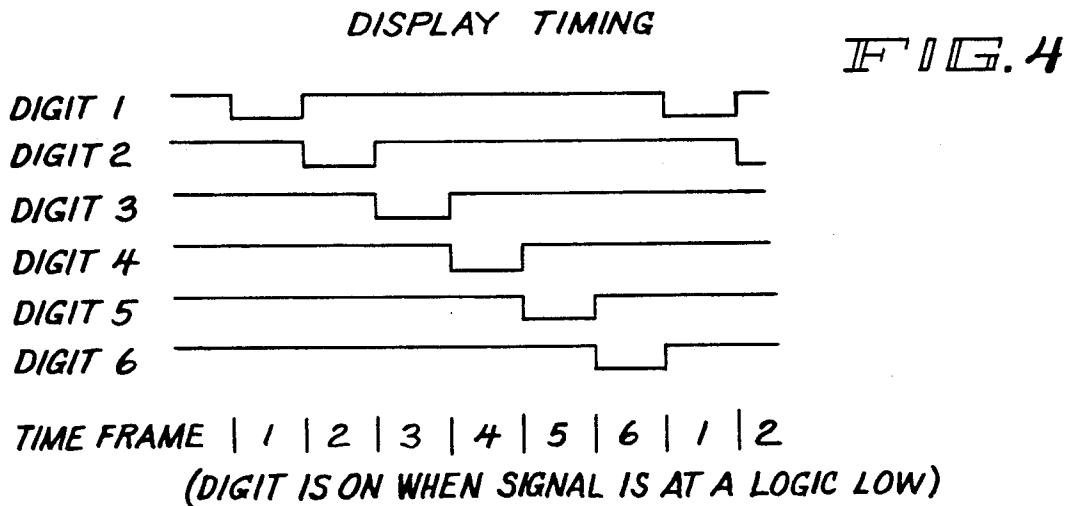 DISPLAY TIMING
FIG. 4
DIGIT 1
DIGIT 2
DIGIT 3
DIGIT 4
DIGIT 5
DIGIT 6
TIME FRAME | 1 | 2 | 3 | 4 | 5 | 6 | 1 | 2
(DIGIT IS ON WHEN SIGNAL IS AT A LOGIC LOW)